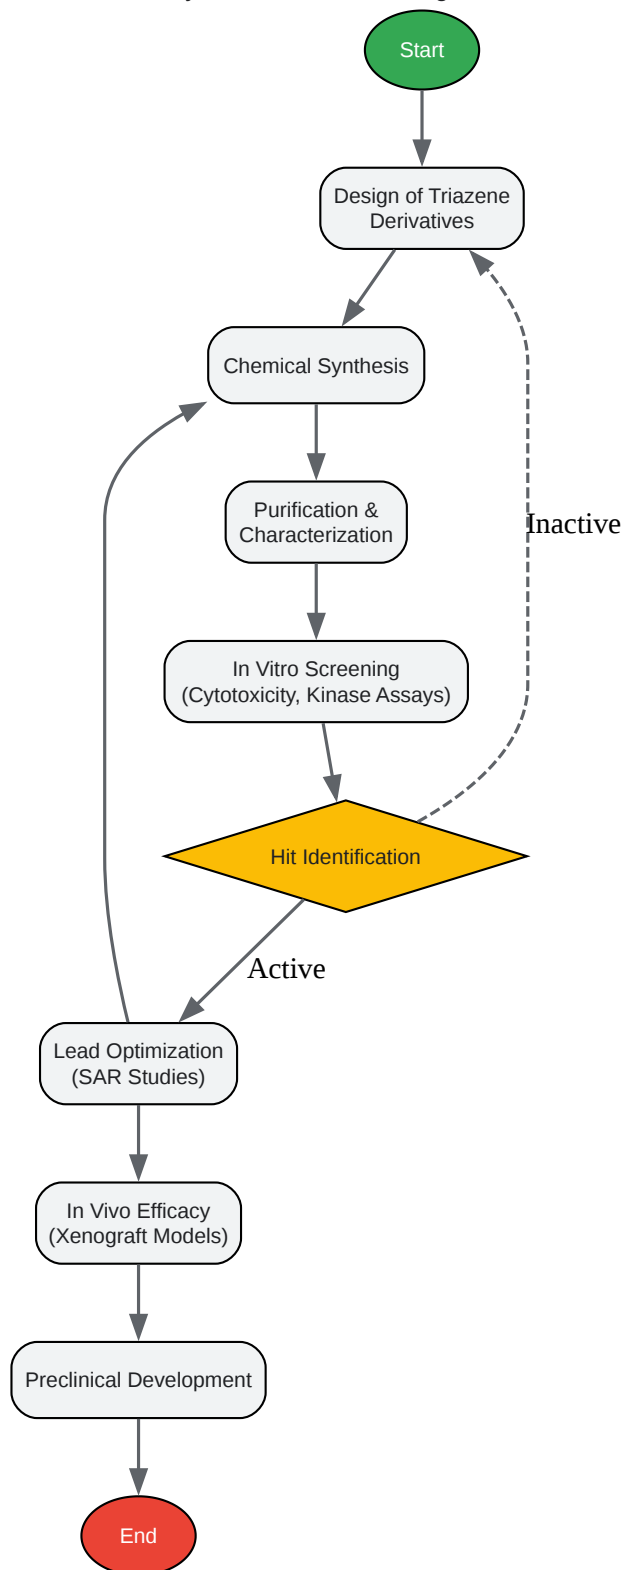 Start
Design of Triazene
Derivatives
Chemical Synthesis
Purification &
Characterization
Inactive
In Vitro Screening
(Cytotoxicity, Kinase Assays)
Hit Identification
Active
Lead Optimization
(SAR Studies)
In Vivo Efficacy
(Xenograft Models)
Preclinical Development
End